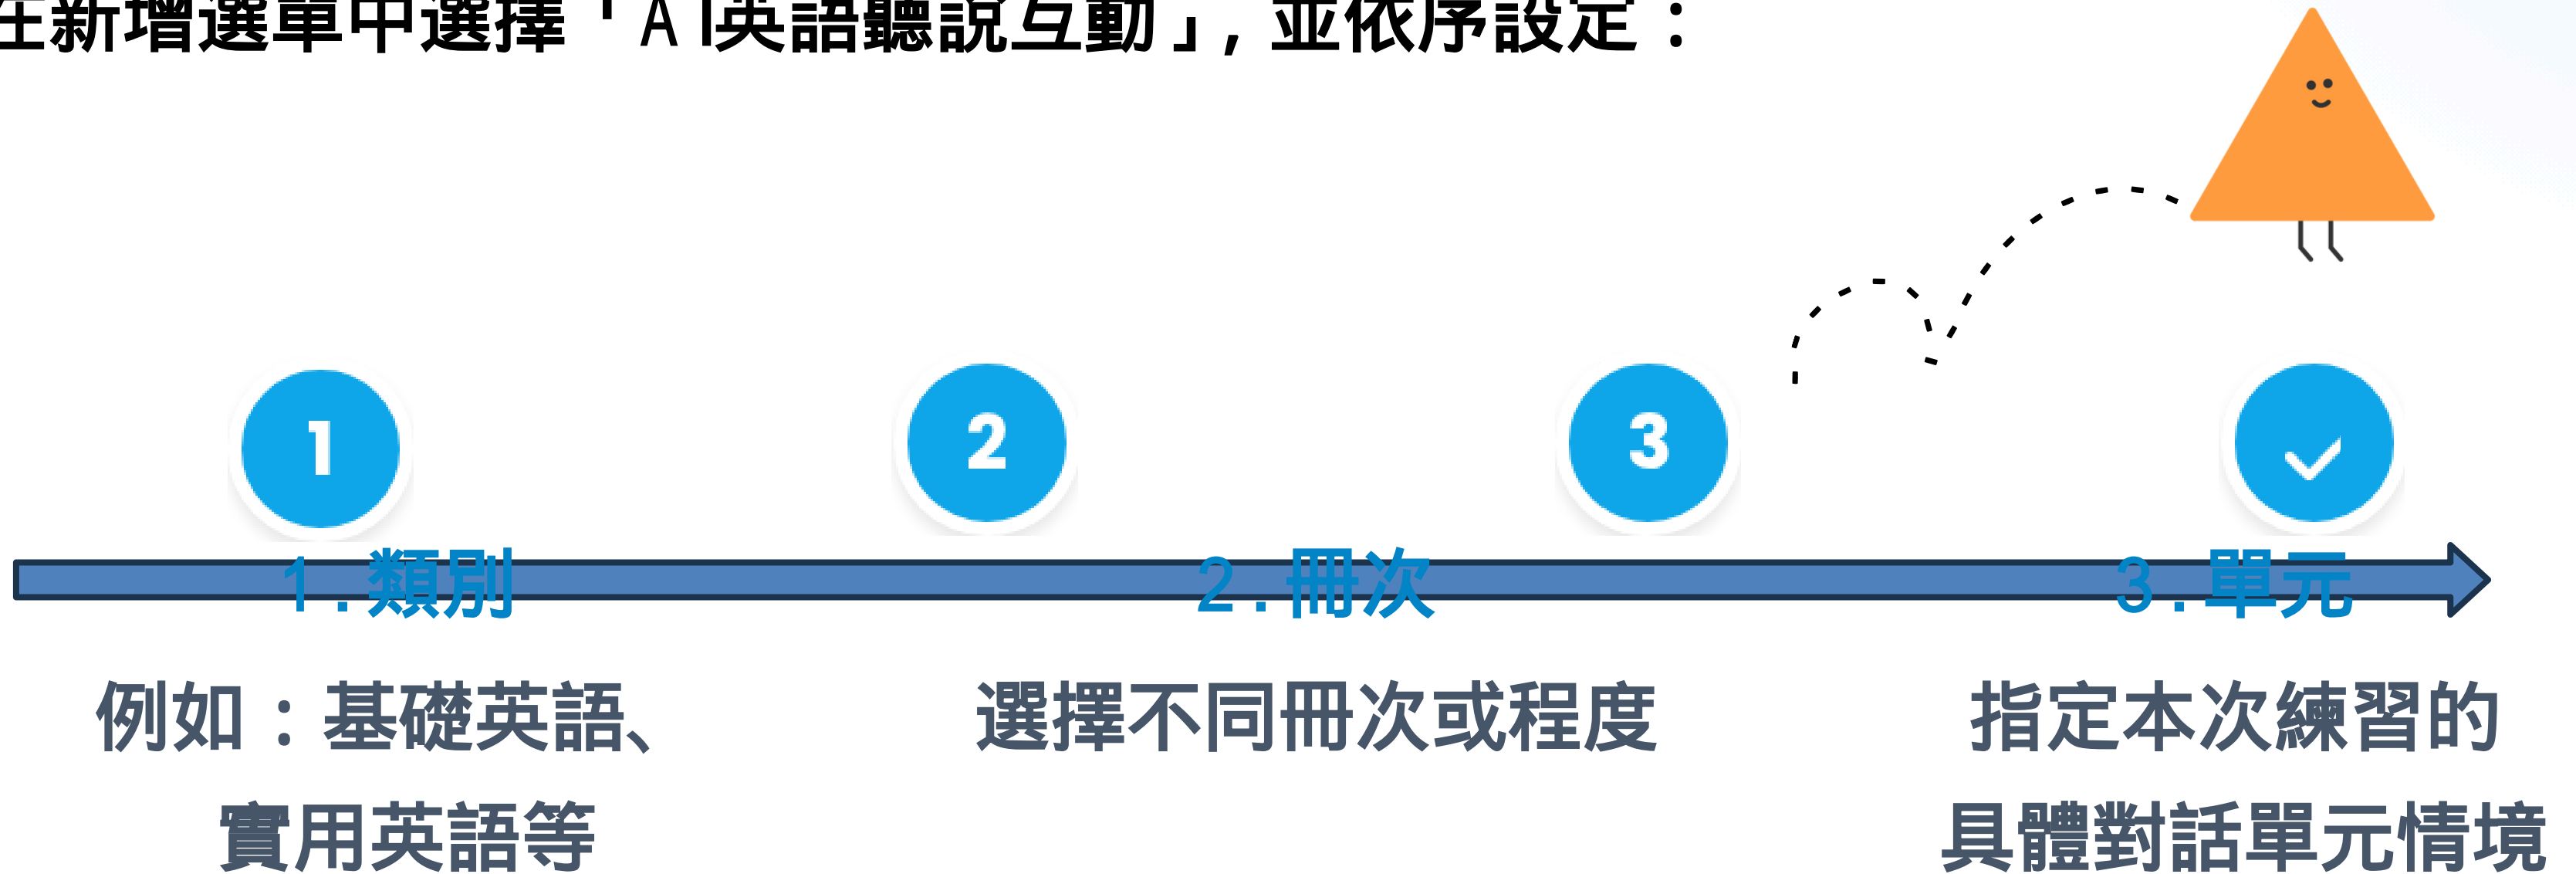 在新增選單中選擇「AI英語聽說互動」, 並依序設定：
1
2
3
1.類別
2.冊次
3.單元
例如：基礎英語、
實用英語等
選擇不同冊次或程度
指定本次練習的
具體對話單元情境